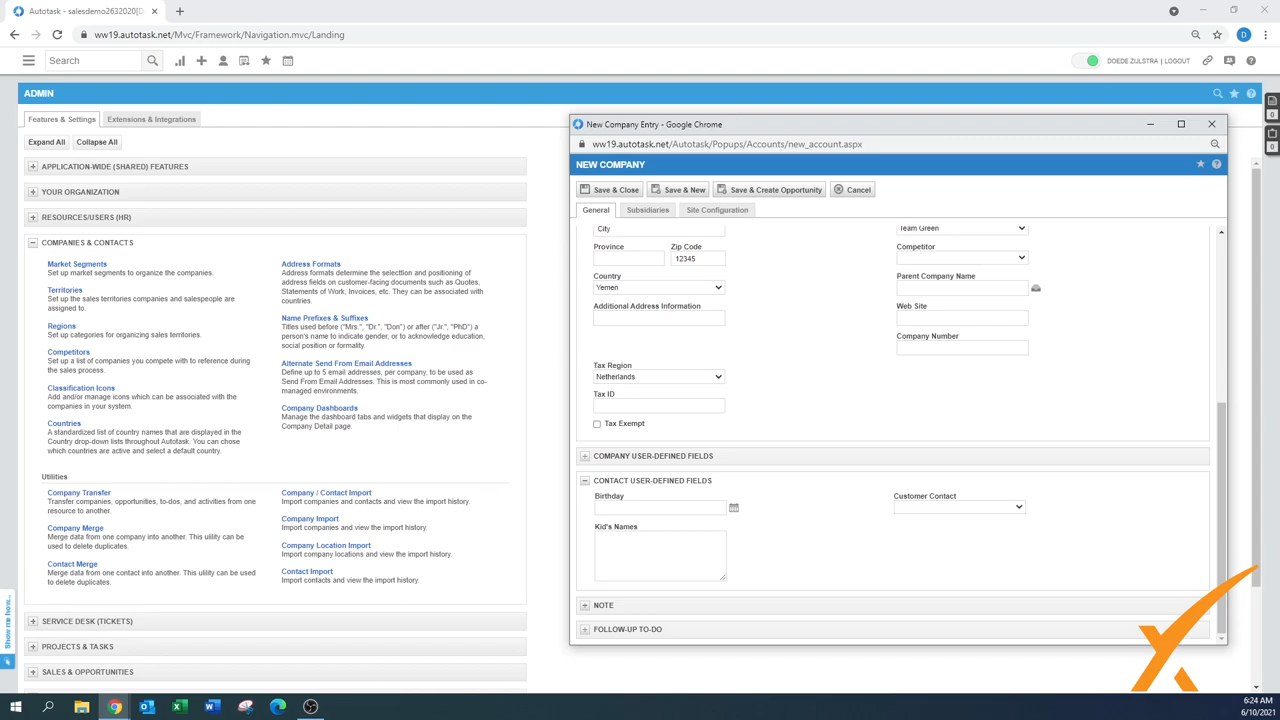 Autotask - salesdemo2632020[D
ww19.autotask.net/Mvc/Framework/Navigation.mvc/Landing
D
Search
DOEDE ZIJLSTRA | LOGOUT
ADMIN
Features & Settings
Extensions & Integrations
Expand All
Collapse All
APPLICATION-WIDE (SHARED) FEATURES
YOUR ORGANIZATION
RESOURCES/USERS (HR)
COMPANIES & CONTACTS
Market Segments
Set up market segments to organize the companies.
Territories
Set up the sales territories companies and salespeople are
assigned to.
Regions
Set up categories for organizing sales territories.
Competitors
Set up a list of companies you compete with to reference during
the sales process.
Classification Icons
Add and/or manage icons which can be associated with the
companies in your system.
Countries
A standardized list of country names that are displayed in the
Country drop-down lists throughout Autotask. You can chose
which countries are active and select a default country.
Address Formats
Address formats determine the selecttion and positioning of
address fields on customer-facing documents such as Quotes,
Statements of Work, Invoices, etc. They can be associated with
countries.
Name Prefixes & Suffixes
Titles used before ("Mrs.", "Dr.", "Don") or after ("Jr.", "PhD") a
person's name to indicate gender, or to acknowledge education,
social position or formality.
Alternate Send From Email Addresses
Define up to 5 email addresses, per company, to be used as
Send From Email Addresses. This is most commonly used in co-
managed environments.
Company Dashboards
Manage the dashboard tabs and widgets that display on the
Company Detail page.
Utilities
Company Transfer
Transfer companies, opportunities, to-dos, and activities from one
resource to another.
Company Merge
Merge data from one company into another. This ulility can be
used to delete duplicates.
Contact Merge
Merge data from one contact into another. This ulility can be used
to delete duplicates.
Company / Contact Import
Import companies and contacts and view the import history.
Company Import
Import companies and view the import history.
Company Location Import
Import company locations and view the import history.
Contact Import
Import contacts and view the import history.
SERVICE DESK (TICKETS)
PROJECTS & TASKS
SALES & OPPORTUNITIES
Show me how...
New Company Entry - Google Chrome
ww19.autotask.net/Autotask/Popups/Accounts/new_account.aspx
NEW COMPANY
Save & Close
Save & New
Save & Create Opportunity
Cancel
General
Subsidiaries
Site Configuration
City
Team Green
Province
Zip Code
Competitor
12345
Country
Parent Company Name
Yemen
Additional Address Information
Web Site
Company Number
Tax Region
Netherlands
Tax ID
Tax Exempt
COMPANY USER-DEFINED FIELDS
CONTACT USER-DEFINED FIELDS
Birthday
Customer Contact
Kid's Names
NOTE
FOLLOW-UP TO-DO
0
0
6:24 AM
6/10/2021